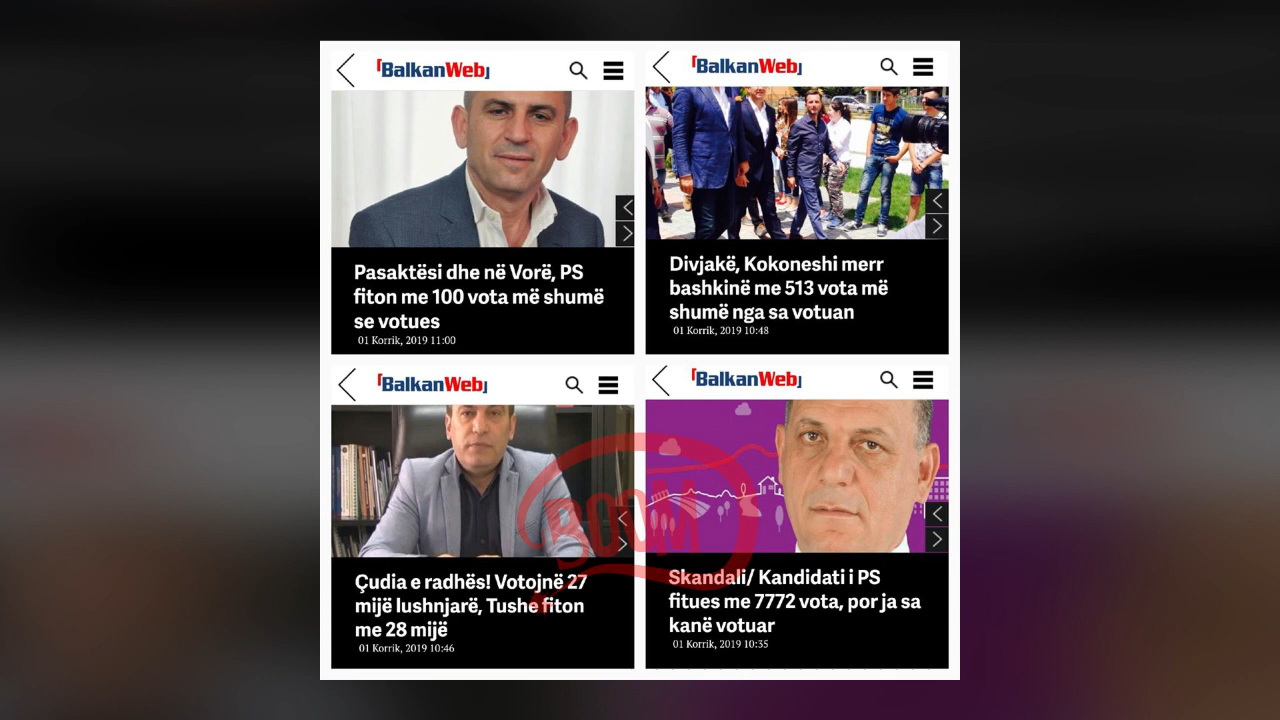 BalkanWeb
Pasaktësi dhe në Vorë, PS
fiton me 100 vota më shumë
se votues
01 Korrik, 2019 11:00
BalkanWeb
Divjakë, Kokoneshi merr
bashkinë me 513 vota më
shumë nga sa votuan
01 Korrik, 2019 10:48
BalkanWeb
Çudia e radhës! Votojnë 27
mijë lushnjarë, Tushe fiton
me 28 mijë
01 Korrik, 2019 10:46
BalkanWeb
Skandali/ Kandidati i PS
fitues me 7772 vota, por ja sa
kanë votuar
01 Korrik, 2019 10:35
BOOM